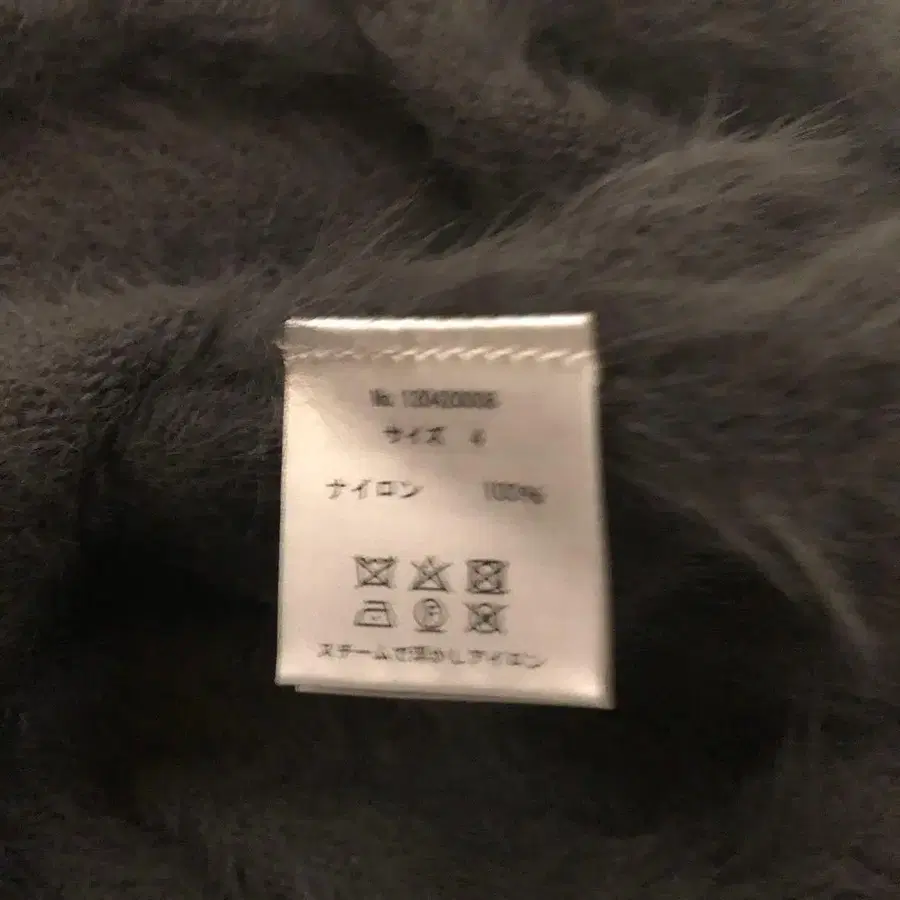 No. 130420008
サイズ 4
ナイロン 100%
スチームで浮かしアイロン